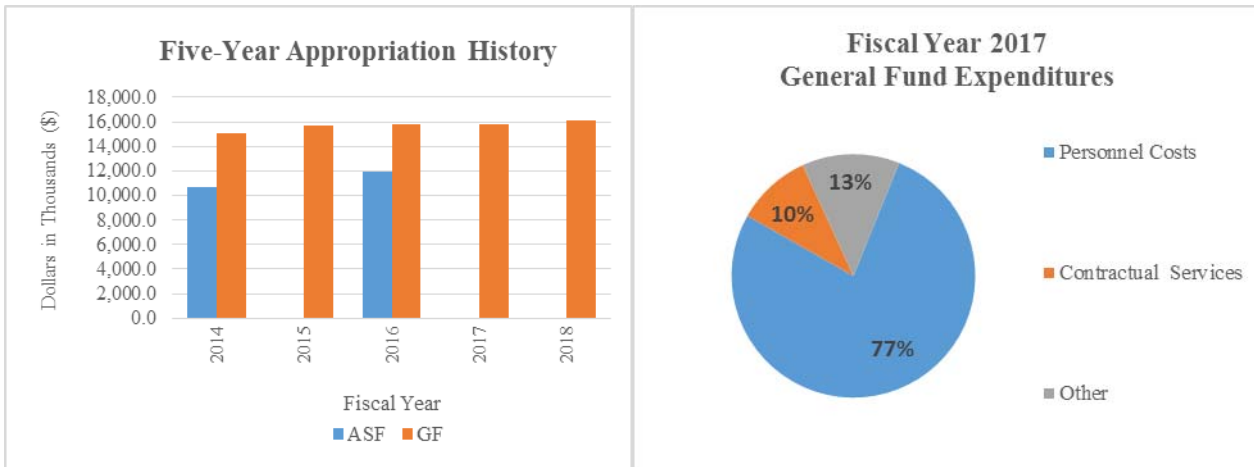 Five-Year Appropriation History
Dollars in Thousands ($)
18,000.0
16,000.0
14,000.0
12,000.0
10,000.0
8,000.0
6,000.0
4,000.0
2,000.0
0.0
2014
2015
2016
2017
2018
Fiscal Year
ASF GF
Fiscal Year 2017
General Fund Expenditures
13%
10%
77%
Personnel Costs
Contractual Services
Other